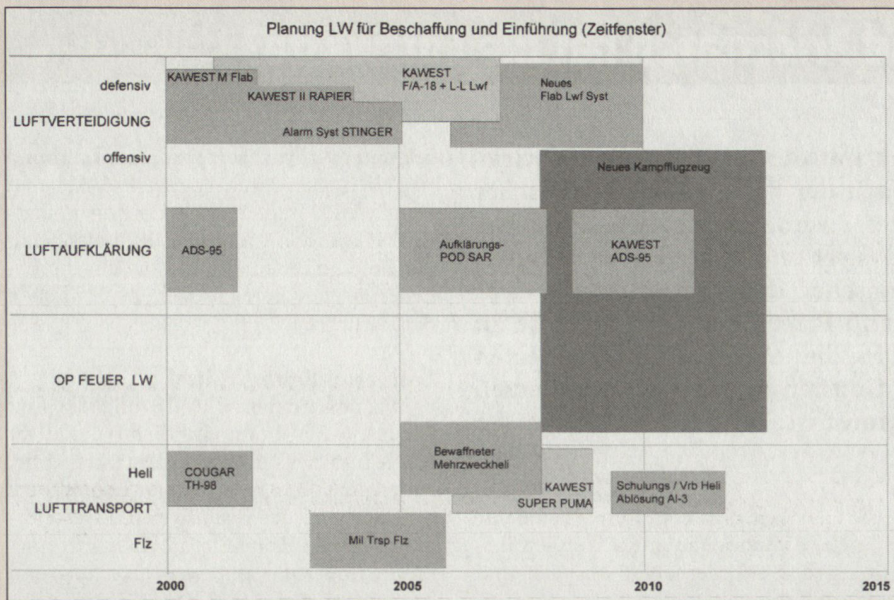 Planung LW für Beschaffung und Einführung (Zeitfenster)
defensiv
LUFTVERTEIDIGUNG
offensiv
KAWEST M Flab
KAWEST II RAPIER
Alarm Syst STINGER
KAWEST
F/A-18 + L-L Lwf
Neues
Flab Lwf Syst
Neues Kampfflugzeug
LUFTAUFKLÄRUNG
ADS-95
Aufklärungs-
POD SAR
KAWEST
ADS-95
OP FEUER LW
Heli
LUFTTRANSPORT
Flz
COUGAR
TH-98
Bewaffneter
Mehrzweckheli
KAWEST
SUPER PUMA
Schulungs / Vrb Heli
Ablösung Al-3
Mil Trsp Flz
2000
2005
2010
2015